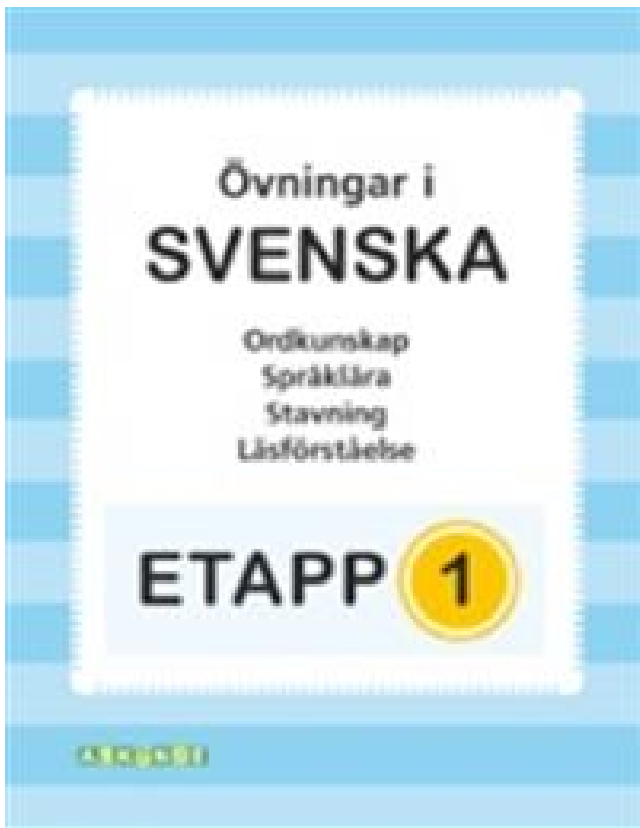 Övningar i
SVENSKA
Ordkunskap
Språklära
Stavning
Läsförståelse
ETAPP 1